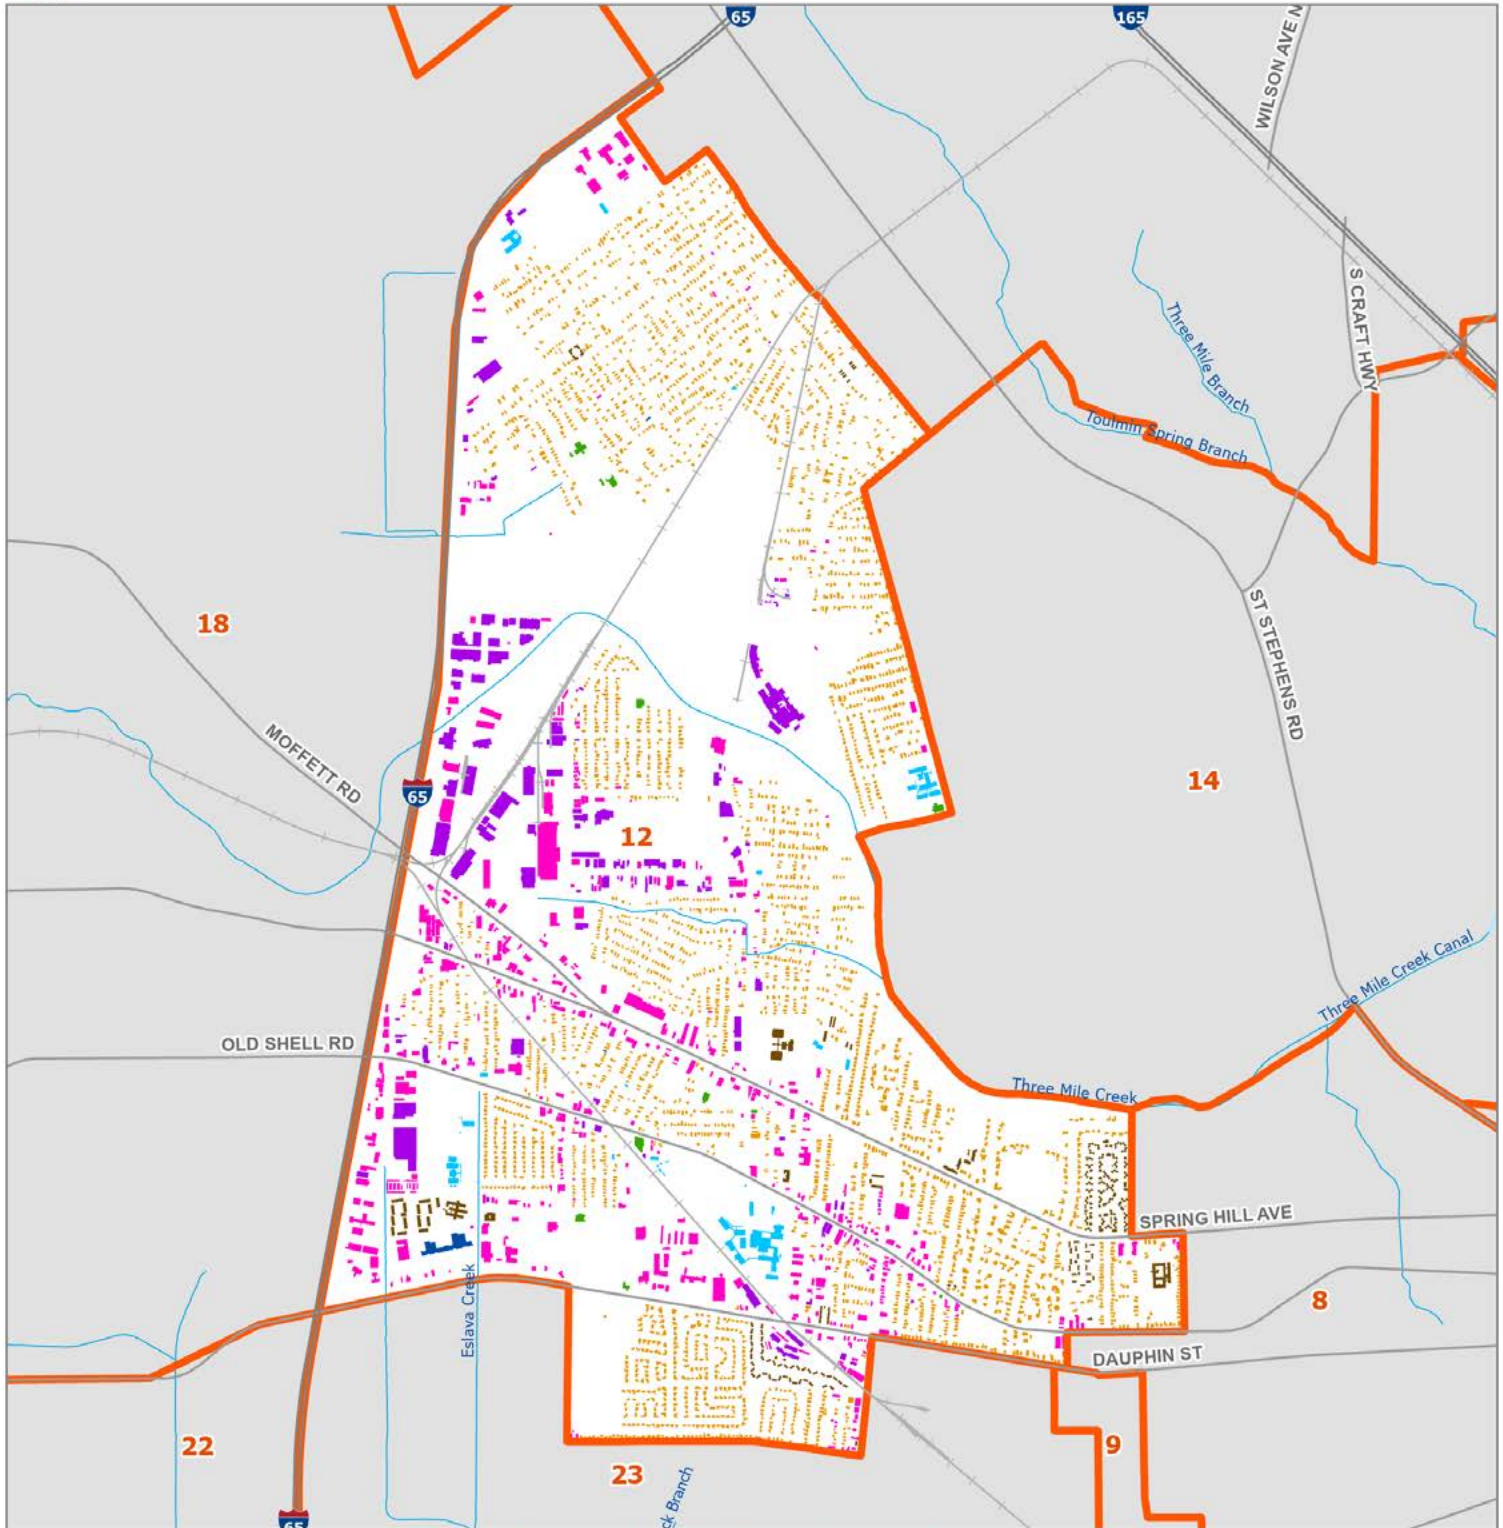 65
165
WILSON AVE N
S CRAFT HWY
Three Mile Branch
Toulmin Spring Branch
18
ST STEPHENS RD
MOFFETT RD
65
14
12
Three Mile Creek Canal
OLD SHELL RD
Three Mile Creek
SPRING HILL AVE
8
Eslava Creek
DAUPHIN ST
22
9
23
ck Branch
65